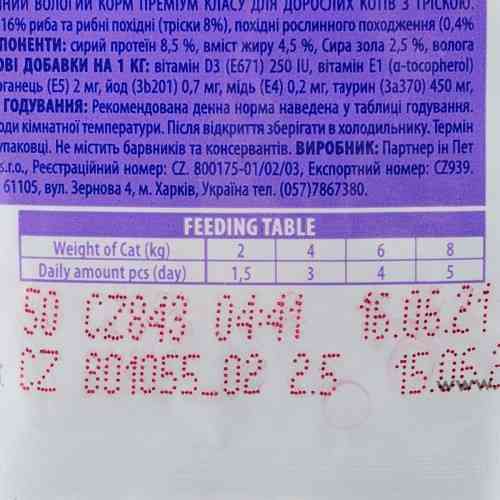 НИЙ ВОЛОГИЙ КОРМ ПРЕМІУМ КЛАСУ ДЛЯ ДОРОСЛИХ КОТІВ З ТРІСКОЮ.
16% риба та рибні похідні (тріски 8%), похідні рослинного походження (0,4%
ПОНЕНТИ: сирий протеїн 8,5 %, вміст жиру 4,5 %, Сира зола 2,5 %, волога
ОВІ ДОБАВКИ НА 1 КГ: вітамін D3 (E671) 250 IU, вітамін E1 (α-tocopherol)
рганець (E5) 2 мг, йод (3b201) 0,7 мг, мідь (E4) 0,2 мг, таурин (3a370) 450 мг,
ГОДУВАННЯ: Рекомендована денна норма наведена у таблиці годування.
оди кімнатної температури. Після відкриття зберігати в холодильнику. Термін
упаковці. Не містить барвників та консервантів. ВИРОБНИК: Партнер ін Пет
s.r.o., Реєстраційний номер: CZ. 800175-01/02/03, Експортний номер: CZ939.
61105, вул. Зернова 4, м. Харків, Україна тел. (057)7867380.
FEEDING TABLE
Weight of Cat (kg) 2 4 6 8
Daily amount pcs (day) 1,5 3 4 5
50 CZ848 04:41 16.06.21
CZ 801055_02 2.5 15.06.